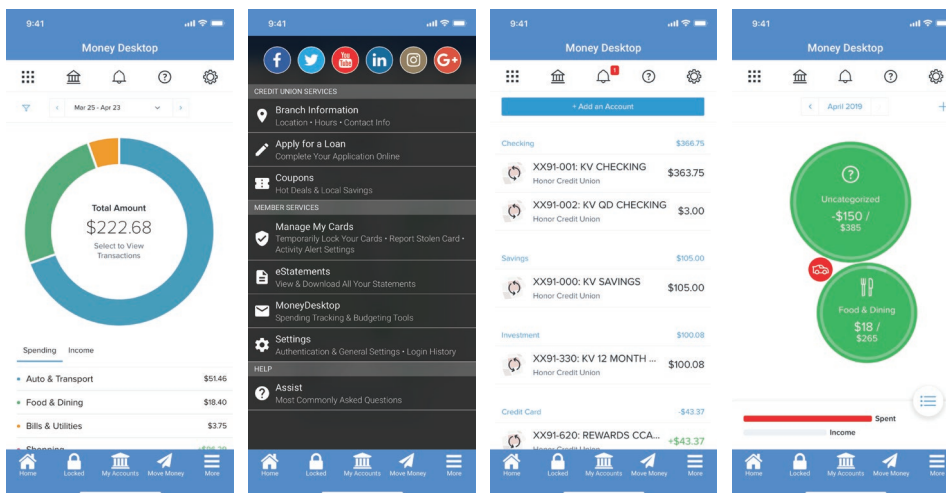 9:41
Money Desktop
Mar 25 - Apr 23
Total Amount
$222.68
Select to View
Transactions
Spending Income
Auto & Transport $51.46
Food & Dining $18.40
Bills & Utilities $3.75
Shopping
Home Locked My Accounts Move Money More
9:41
f You Tube in G+
CREDIT UNION SERVICES
Branch Information
Location • Hours • Contact Info
Apply for a Loan
Complete Your Application Online
Coupons
Hot Deals & Local Savings
MEMBER SERVICES
Manage My Cards
Temporarily Lock Your Cards • Report Stolen Card •
Activity Alert Settings
eStatements
View & Download All Your Statements
MoneyDesktop
Spending Tracking & Budgeting Tools
Settings
Authentication & General Settings • Login History
HELP
Assist
Most Commonly Asked Questions
Home Locked My Accounts Move Money More
9:41
Money Desktop
1
+ Add an Account
Checking $366.75
XX91-001: KV CHECKING $363.75
Honor Credit Union
XX91-002: KV QD CHECKING $3.00
Honor Credit Union
Savings $105.00
XX91-000: KV SAVINGS $105.00
Honor Credit Union
Investment $100.08
XX91-330: KV 12 MONTH ... $100.08
Honor Credit Union
Credit Card -$43.37
XX91-620: REWARDS CCA... +$43.37
Honor Credit Union
Home Locked My Accounts Move Money More
9:41
Money Desktop
April 2019
Uncategorized
-$150 /
$385
Food & Dining
$18 /
$265
Spent
Income
Home Locked My Accounts Move Money More